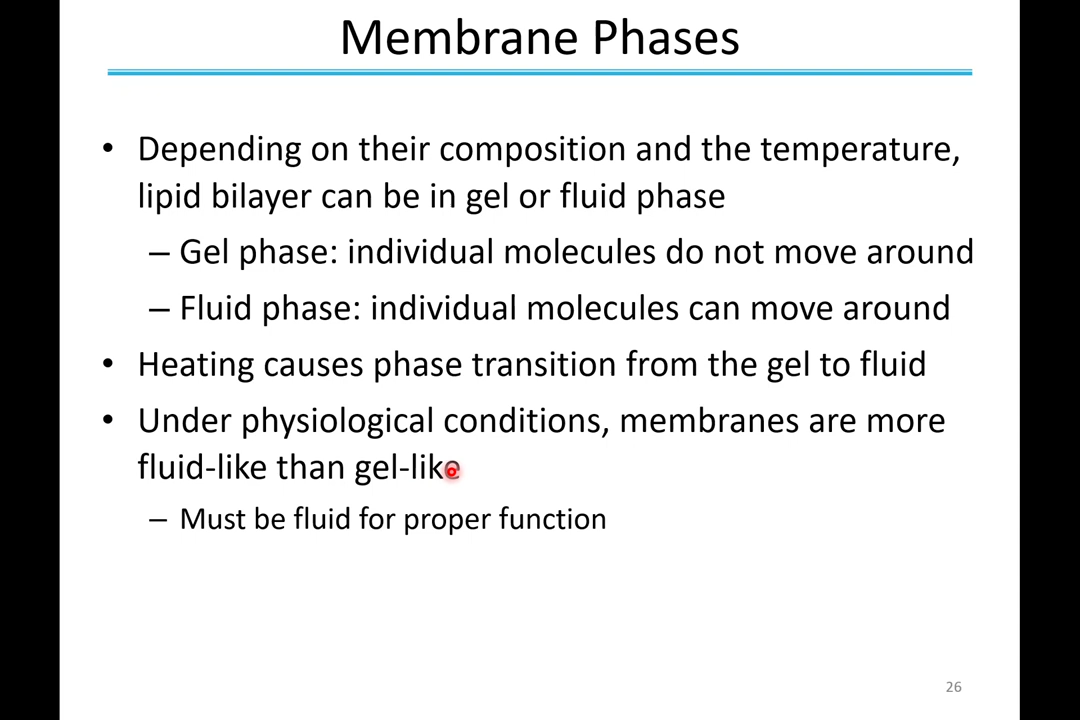 Membrane Phases
• Depending on their composition and the temperature,
lipid bilayer can be in gel or fluid phase
– Gel phase: individual molecules do not move around
– Fluid phase: individual molecules can move around
• Heating causes phase transition from the gel to fluid
• Under physiological conditions, membranes are more
fluid-like than gel-like
– Must be fluid for proper function
26